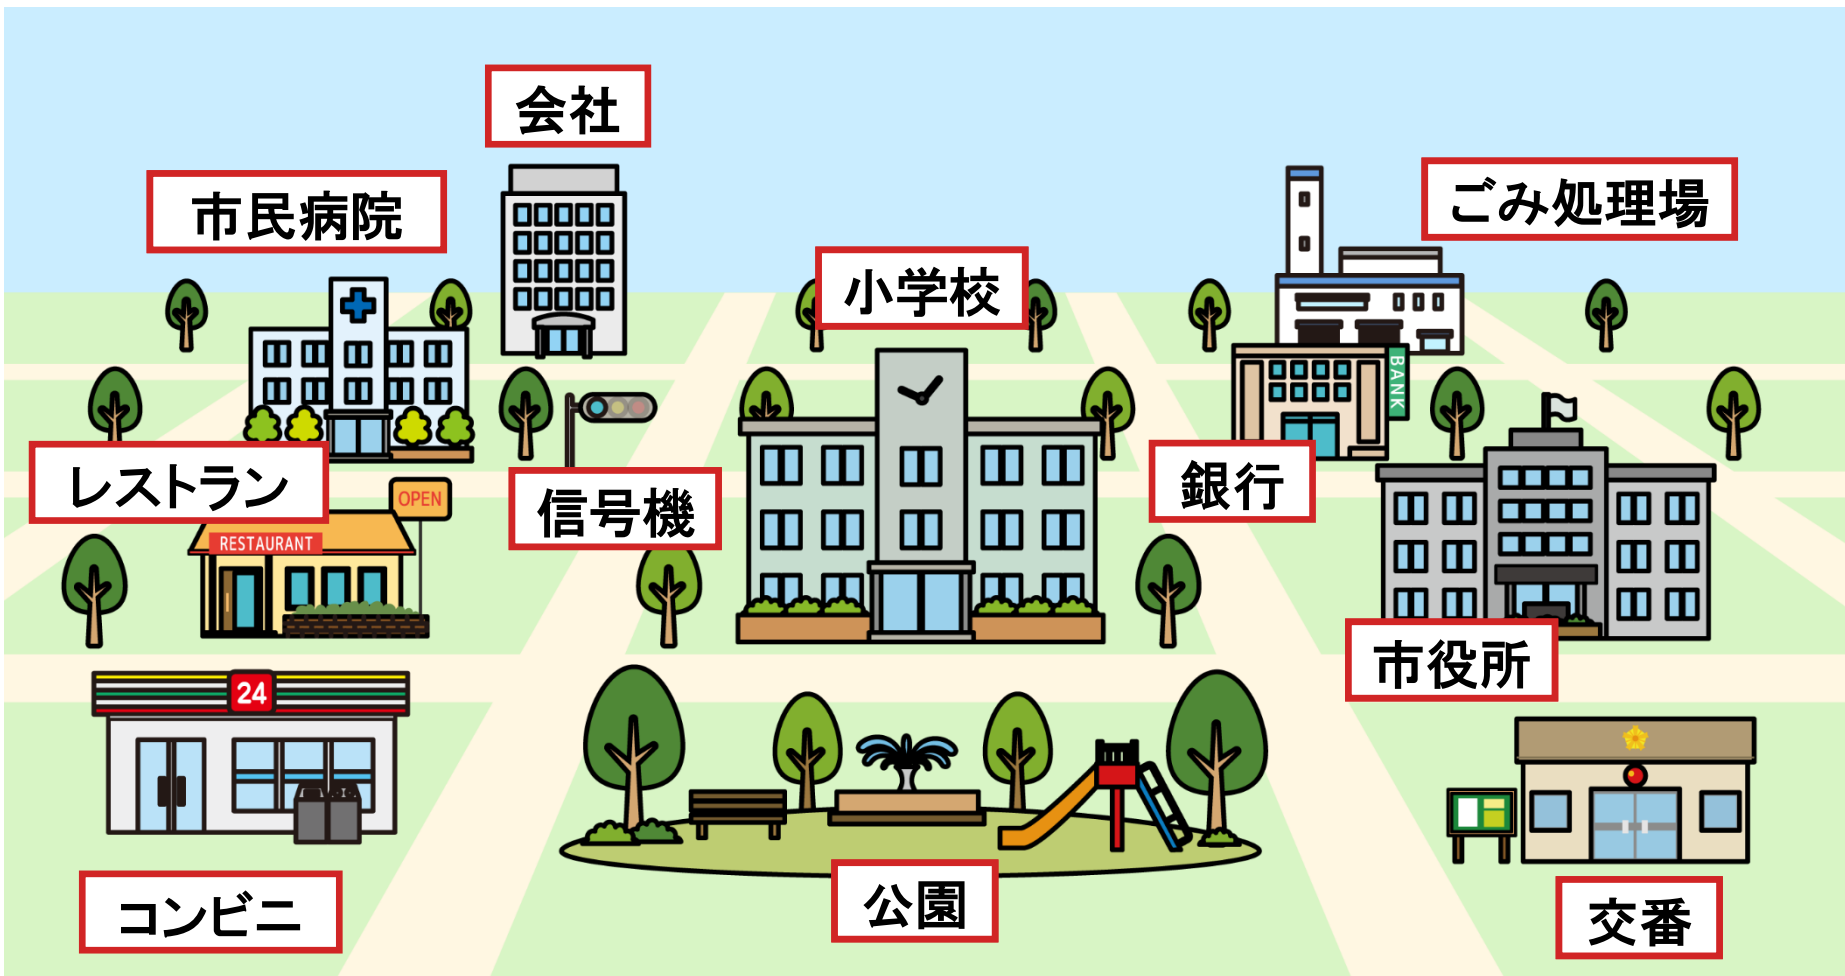 会社
市民病院
ごみ処理場
小学校
BANK
レストラン
OPEN
銀行
信号機
RESTAURANT
市役所
24
コンビニ
公園
交番